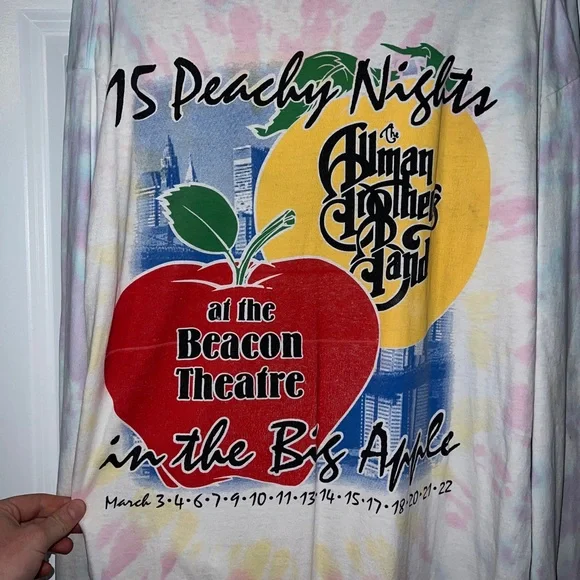 15 Peachy Nights
The
Allman
Brothers
Band
at the
Beacon
Theatre
in the Big Apple
March 3•4•6•7•9•10•11•13•14•15•17•18•20•21•22